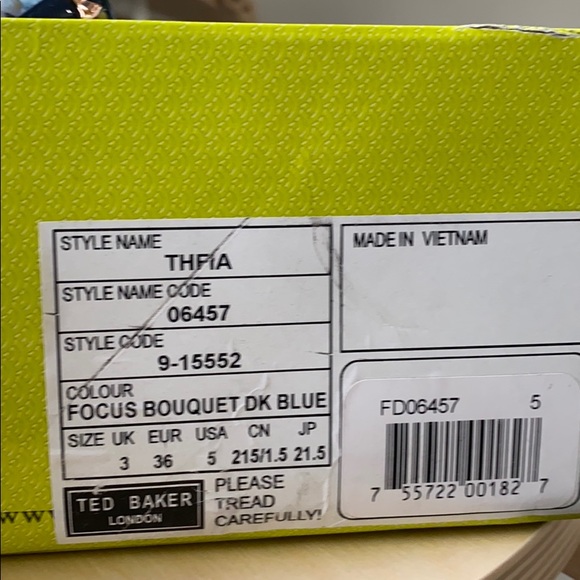 STYLE NAME
STYLE NAME CODE
06457
STYLE CODE
9-15552
COLOUR
FOCUS BOUQUET DK BLUE
SIZE UK EUR USA CN JP
3 36 5 215/1.5 21.5
TED BAKER
LONDON
PLEASE
TREAD
CAREFULLY!
MADE IN VIETNAM
FD06457 5
7 55722 00182 7